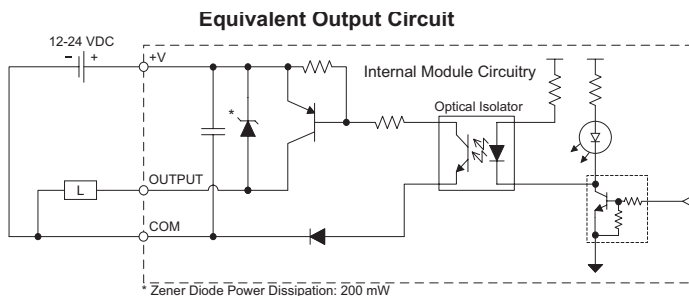 Equivalent Output Circuit
12-24 VDC
− +
+V
Internal Module Circuitry
Optical Isolator
*
OUTPUT
L
COM
* Zener Diode Power Dissipation: 200 mW